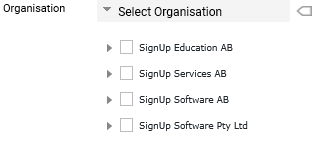 Organisation
Select Organisation
SignUp Education AB
SignUp Services AB
SignUp Software AB
SignUp Software Pty Ltd